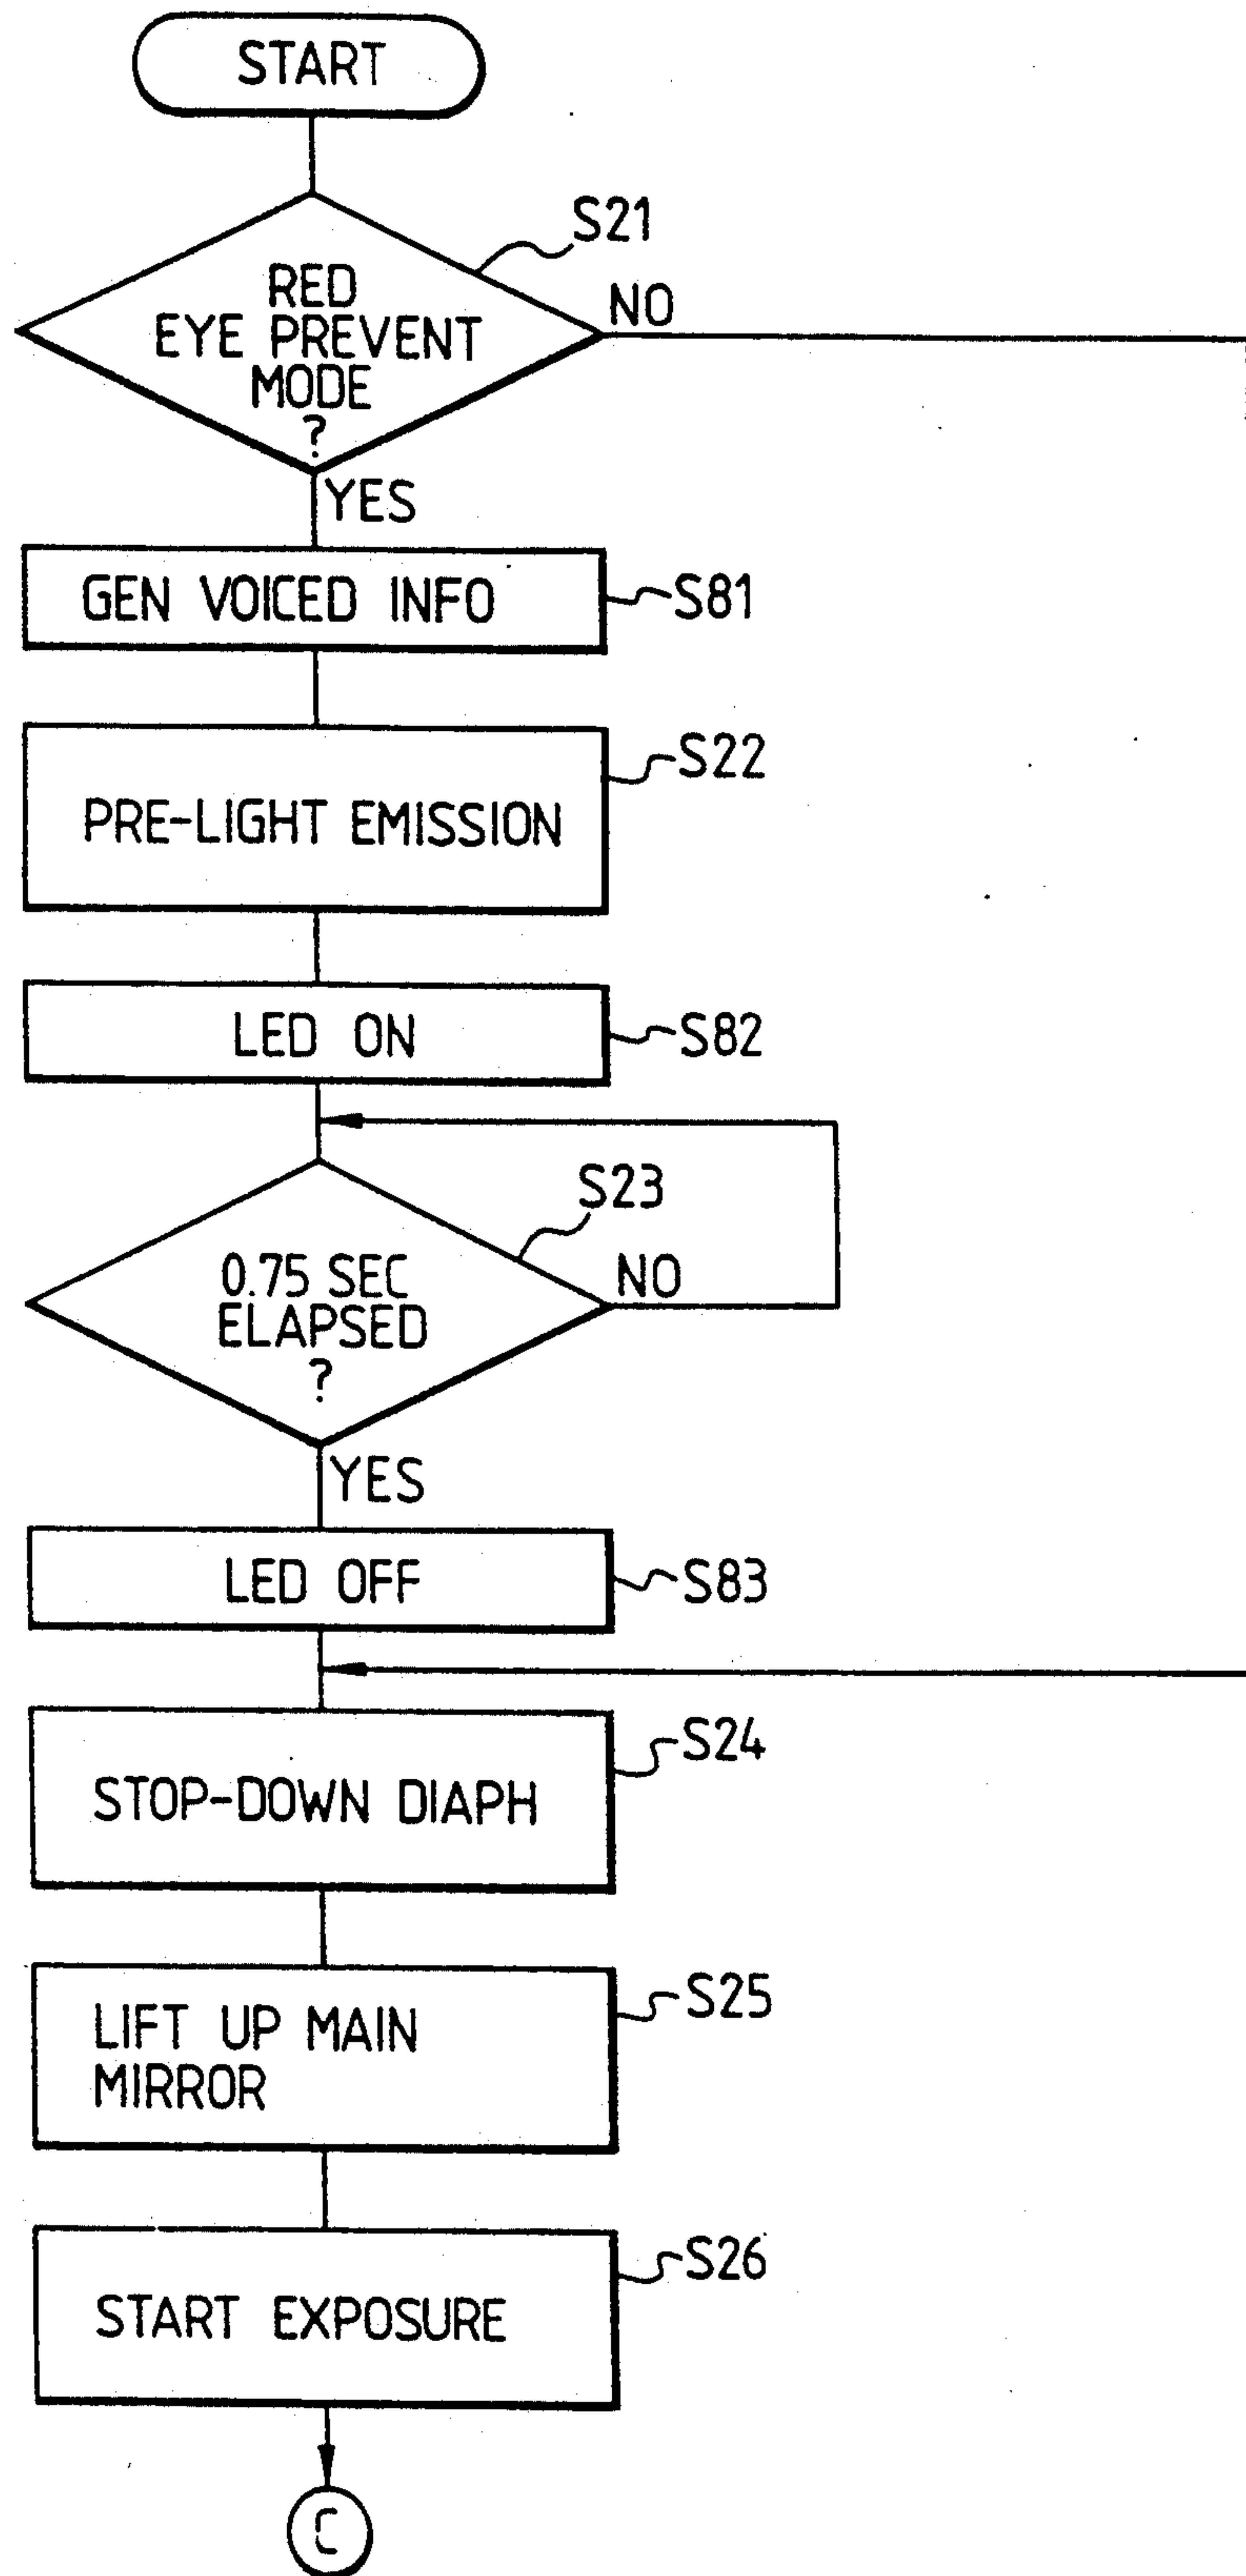 START
S21
RED
EYE PREVENT
MODE
?
NO
YES
GEN VOICED INFO
S81
S22
PRE-LIGHT EMISSION
LED ON
S82
S23
0.75 SEC
ELAPSED
?
NO
YES
LED OFF
S83
S24
STOP-DOWN DIAPH
S25
LIFT UP MAIN
MIRROR
S26
START EXPOSURE
C